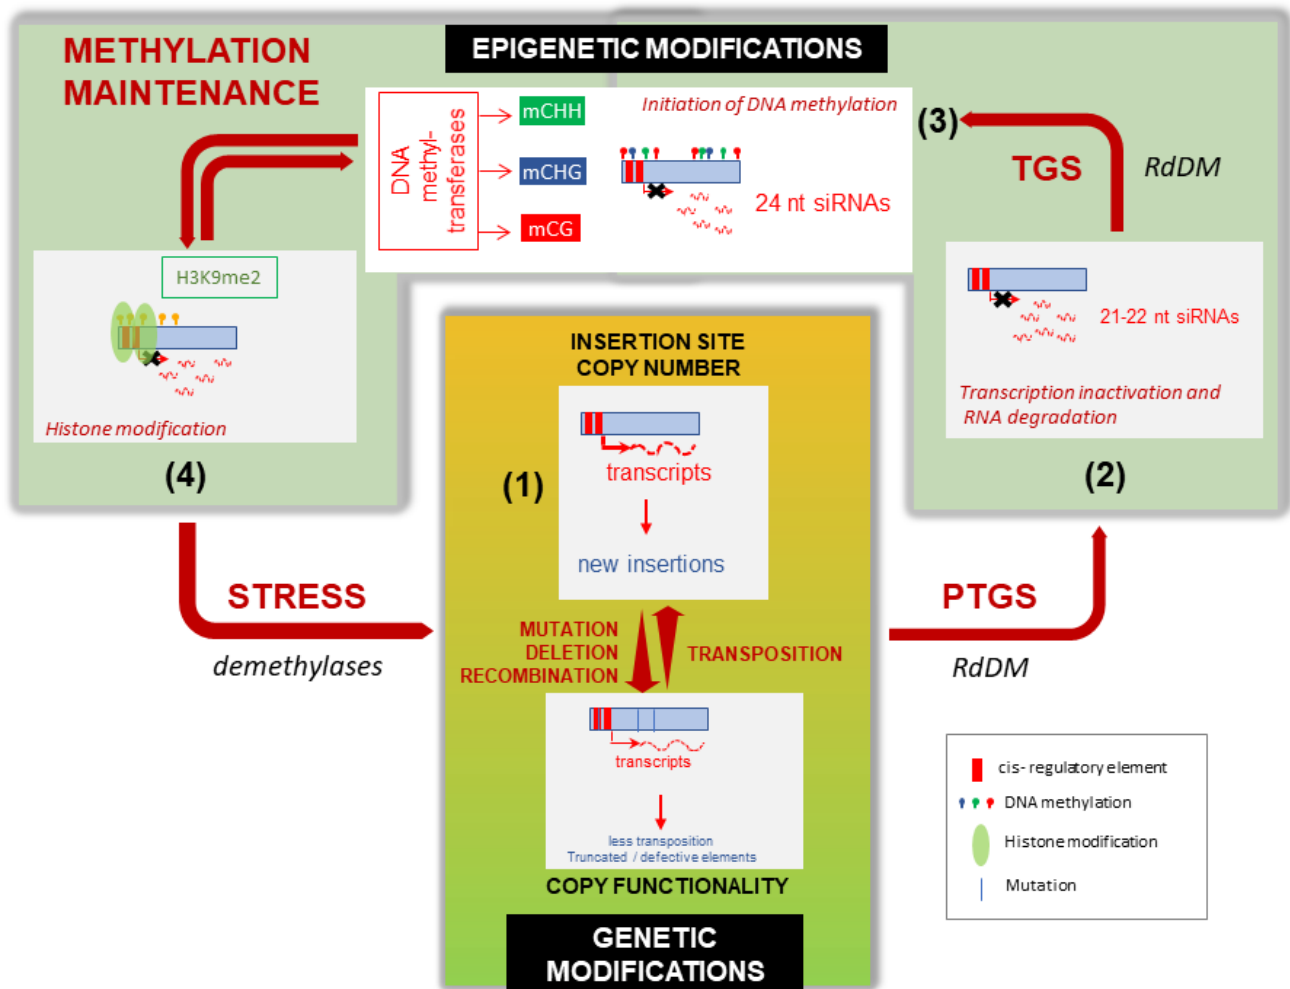 METHYLATION
MAINTENANCE
EPIGENETIC MODIFICATIONS
DNA
methyl-
transferases
mCHH
mCHG
mCG
Initiation of DNA methylation
24 nt siRNAs
(3)
TGS
RdDM
H3K9me2
Histone modification
(4)
21-22 nt siRNAs
Transcription inactivation and
RNA degradation
(2)
INSERTION SITE
COPY NUMBER
(1)
transcripts
new insertions
STRESS
demethylases
MUTATION
DELETION
RECOMBINATION
TRANSPOSITION
PTGS
RdDM
transcripts
less transposition
Truncated / defective elements
COPY FUNCTIONALITY
GENETIC
MODIFICATIONS
cis- regulatory element
DNA methylation
Histone modification
Mutation